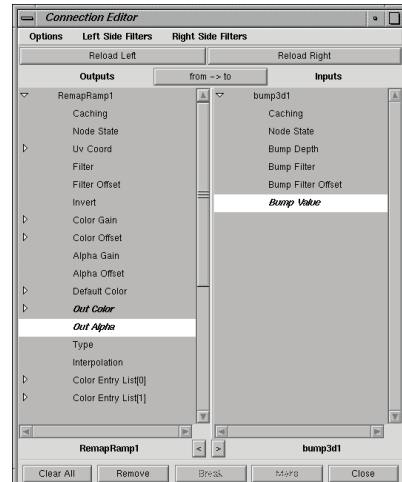 Connection Editor
Options Left Side Filters Right Side Filters
Reload Left Reload Right
Outputs from -> to Inputs
RemapRamp1
Caching
Node State
Uv Coord
Filter
Filter Offset
Invert
Color Gain
Color Offset
Alpha Gain
Alpha Offset
Default Color
Out Color
Out Alpha
Type
Interpolation
Color Entry List[0]
Color Entry List[1]
bump3d1
Caching
Node State
Bump Depth
Bump Filter
Bump Filter Offset
Bump Value
RemapRamp1 < > bump3d1
Clear All Remove Break Make Close